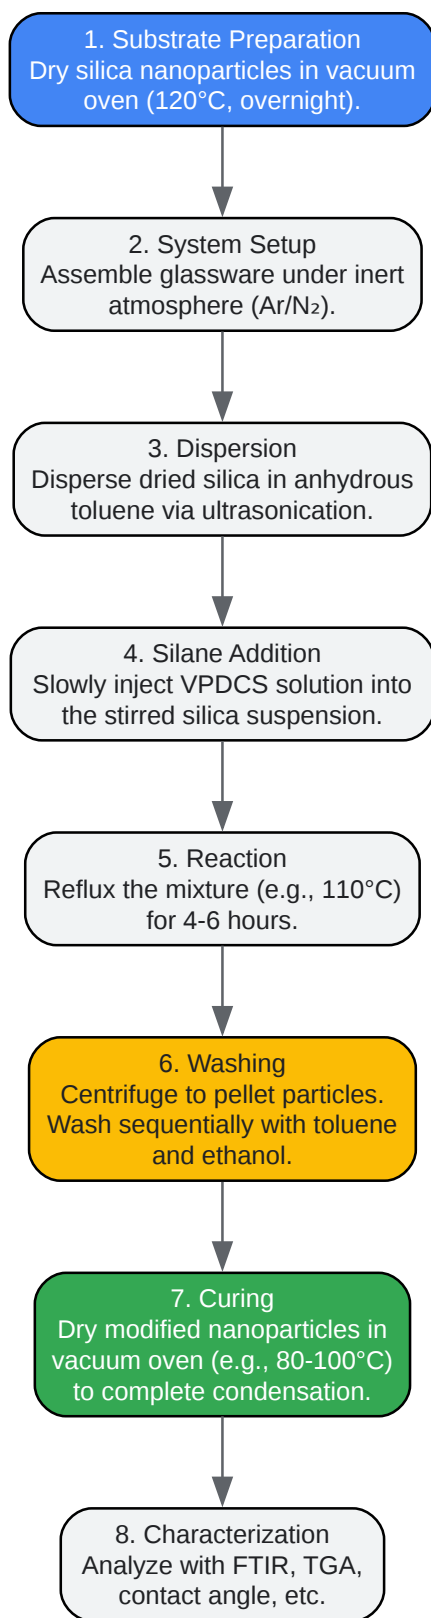 1. Substrate Preparation
Dry silica nanoparticles in vacuum
oven (120°C, overnight).
2. System Setup
Assemble glassware under inert
atmosphere (Ar/N₂).
3. Dispersion
Disperse dried silica in anhydrous
toluene via ultrasonication.
4. Silane Addition
Slowly inject VPDCS solution into
the stirred silica suspension.
5. Reaction
Reflux the mixture (e.g., 110°C)
for 4-6 hours.
6. Washing
Centrifuge to pellet particles.
Wash sequentially with toluene
and ethanol.
7. Curing
Dry modified nanoparticles in
vacuum oven (e.g., 80-100°C)
to complete condensation.
8. Characterization
Analyze with FTIR, TGA,
contact angle, etc.